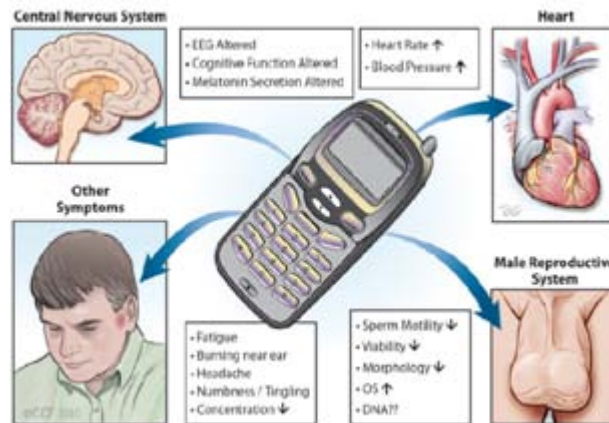 Central Nervous System
• EEG Altered
• Cognitive Function Altered
• Melatonin Secretion Altered
• Heart Rate ↑
• Blood Pressure ↑
Heart
Other
Symptoms
• Fatigue
• Burning near ear
• Headache
• Numbness / Tingling
• Concentration ↓
• Sperm Motility ↓
• Viability ↓
• Morphology ↓
• OS ↑
• DNA??
Male Reproductive
System